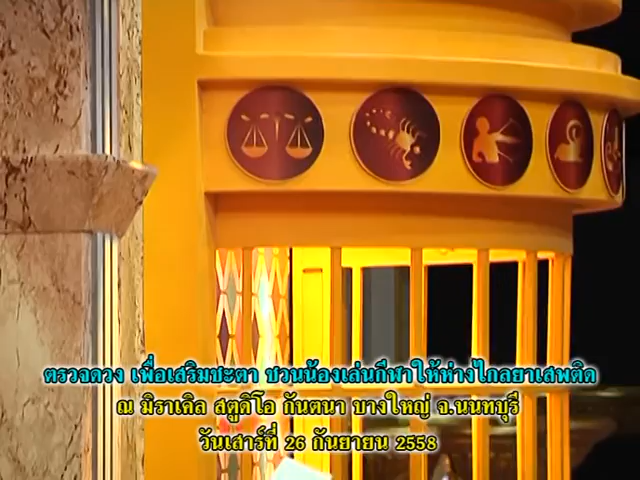 ตรวจดวง เพื่อเสริมชะตา ชวนน้องเล่นกีฬาให้ห่างไกลยาเสพติด
ณ มิราเคิล สตูดิโอ กันตนา บางใหญ่ จ.นนทบุรี
วันเสาร์ที่ 26 กันยายน 2558